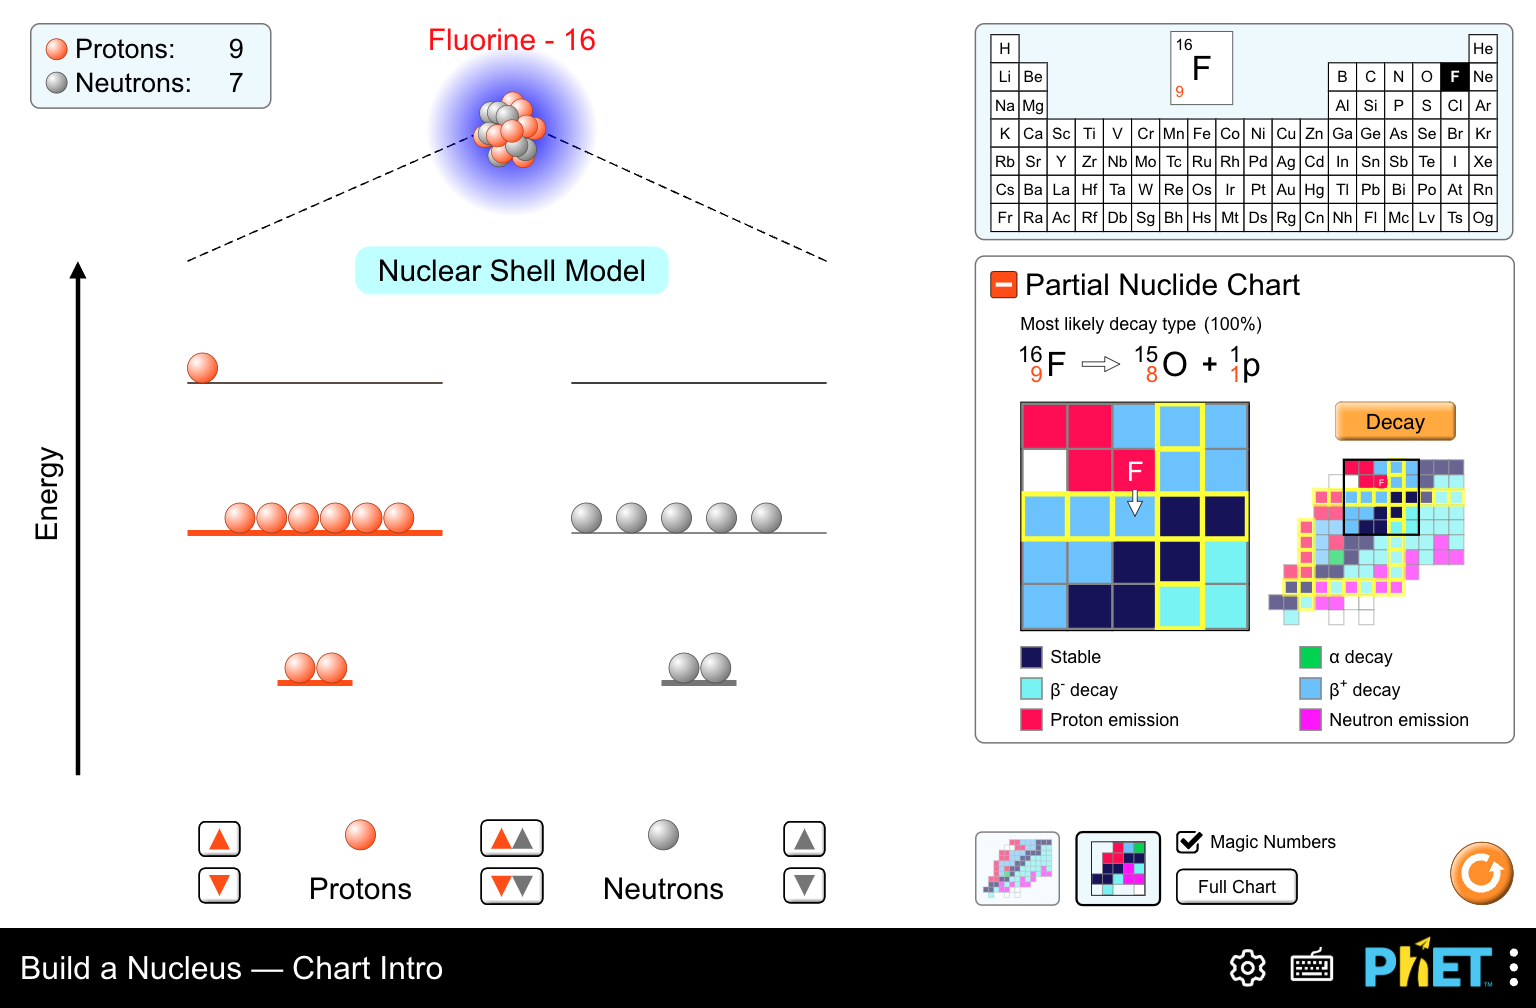 Protons: 9
Neutrons: 7
Fluorine - 16
Nuclear Shell Model
Energy
Protons
Neutrons
16
F
9
H He
Li Be B C N O F Ne
Na Mg Al Si P S Cl Ar
K Ca Sc Ti V Cr Mn Fe Co Ni Cu Zn Ga Ge As Se Br Kr
Rb Sr Y Zr Nb Mo Tc Ru Rh Pd Ag Cd In Sn Sb Te I Xe
Cs Ba La Hf Ta W Re Os Ir Pt Au Hg Tl Pb Bi Po At Rn
Fr Ra Ac Rf Db Sg Bh Hs Mt Ds Rg Cn Nh Fl Mc Lv Ts Og
Partial Nuclide Chart
Most likely decay type (100%)
16 9 F 15 8 O + 1 1 p
F
Decay
F
Stable
α decay
β- decay
β+ decay
Proton emission
Neutron emission
Magic Numbers
Full Chart
Build a Nucleus — Chart Intro
PhET™